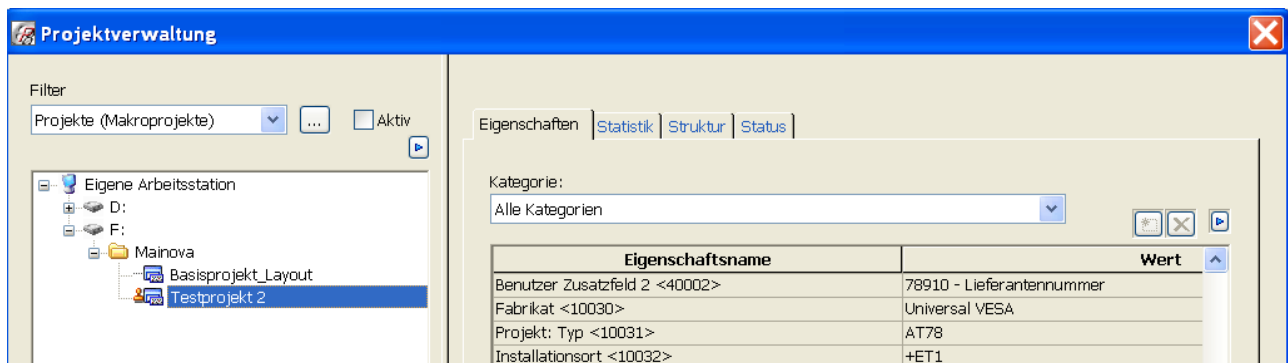 Projektverwaltung
Filter
Projekte (Makroprojekte)
...
Aktiv
Eigene Arbeitsstation
D:
F:
Mainova
Basisprojekt_Layout
Testprojekt 2
Eigenschaften Statistik Struktur Status
Kategorie:
Alle Kategorien
Eigenschaftsname Wert
Benutzer Zusatzfeld 2 <40002> 78910 - Lieferantennummer
Fabrikat <10030> Universal VESA
Projekt: Typ <10031> AT78
Installationsort <10032> +ET1